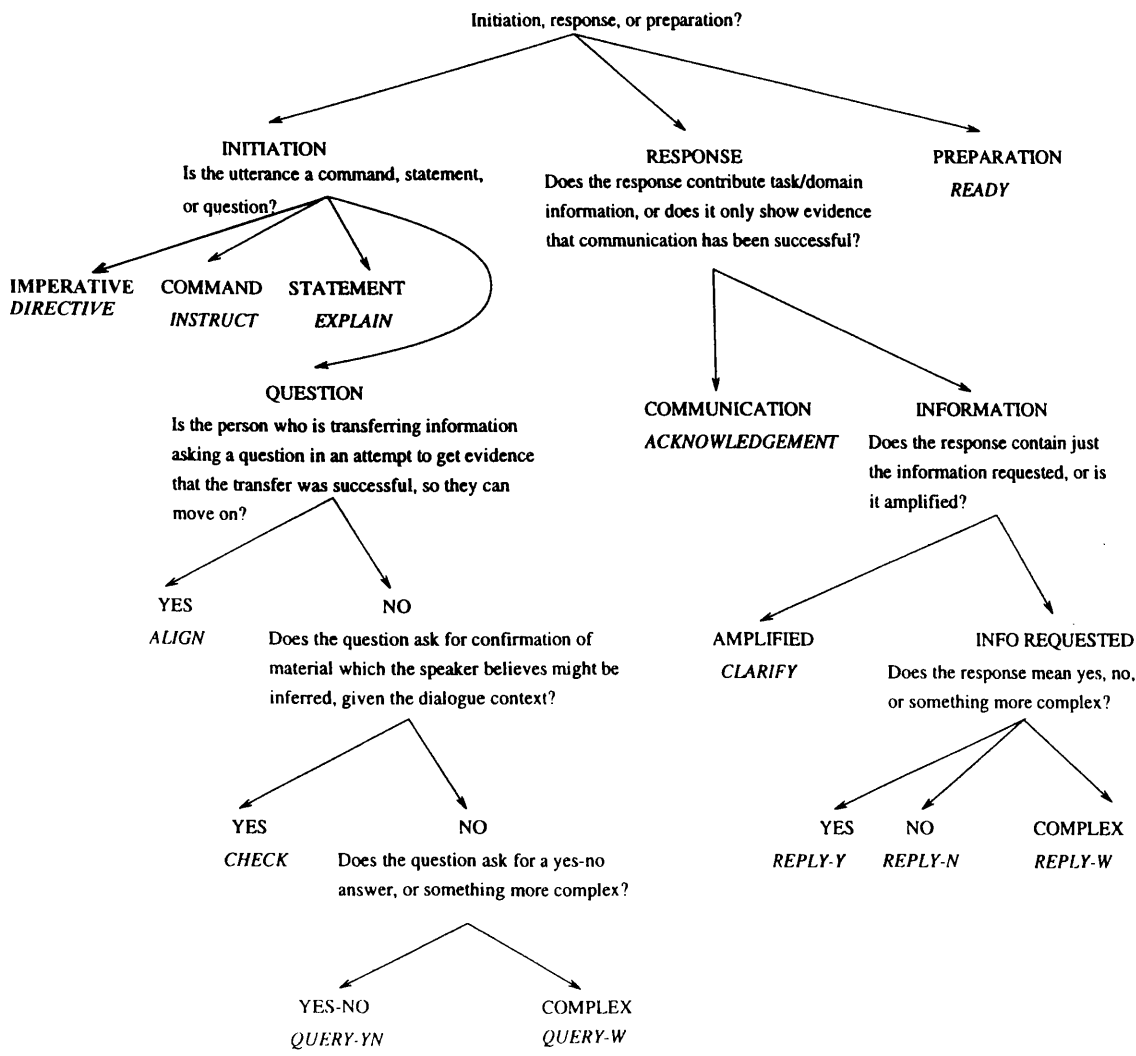 Initiation, response, or preparation?
INITIATION
Is the utterance a command, statement,
or question?
IMPERATIVE
DIRECTIVE
COMMAND
INSTRUCT
STATEMENT
EXPLAIN
QUESTION
Is the person who is transferring information
asking a question in an attempt to get evidence
that the transfer was successful, so they can
move on?
YES
ALIGN
NO
Does the question ask for confirmation of
material which the speaker believes might be
inferred, given the dialogue context?
YES
CHECK
NO
Does the question ask for a yes-no
answer, or something more complex?
YES-NO
QUERY-YN
COMPLEX
QUERY-W
RESPONSE
Does the response contribute task/domain
information, or does it only show evidence
that communication has been successful?
COMMUNICATION
ACKNOWLEDGEMENT
INFORMATION
Does the response contain just
the information requested, or is
it amplified?
AMPLIFIED
CLARIFY
INFO REQUESTED
Does the response mean yes, no,
or something more complex?
YES
REPLY-Y
NO
REPLY-N
COMPLEX
REPLY-W
PREPARATION
READY